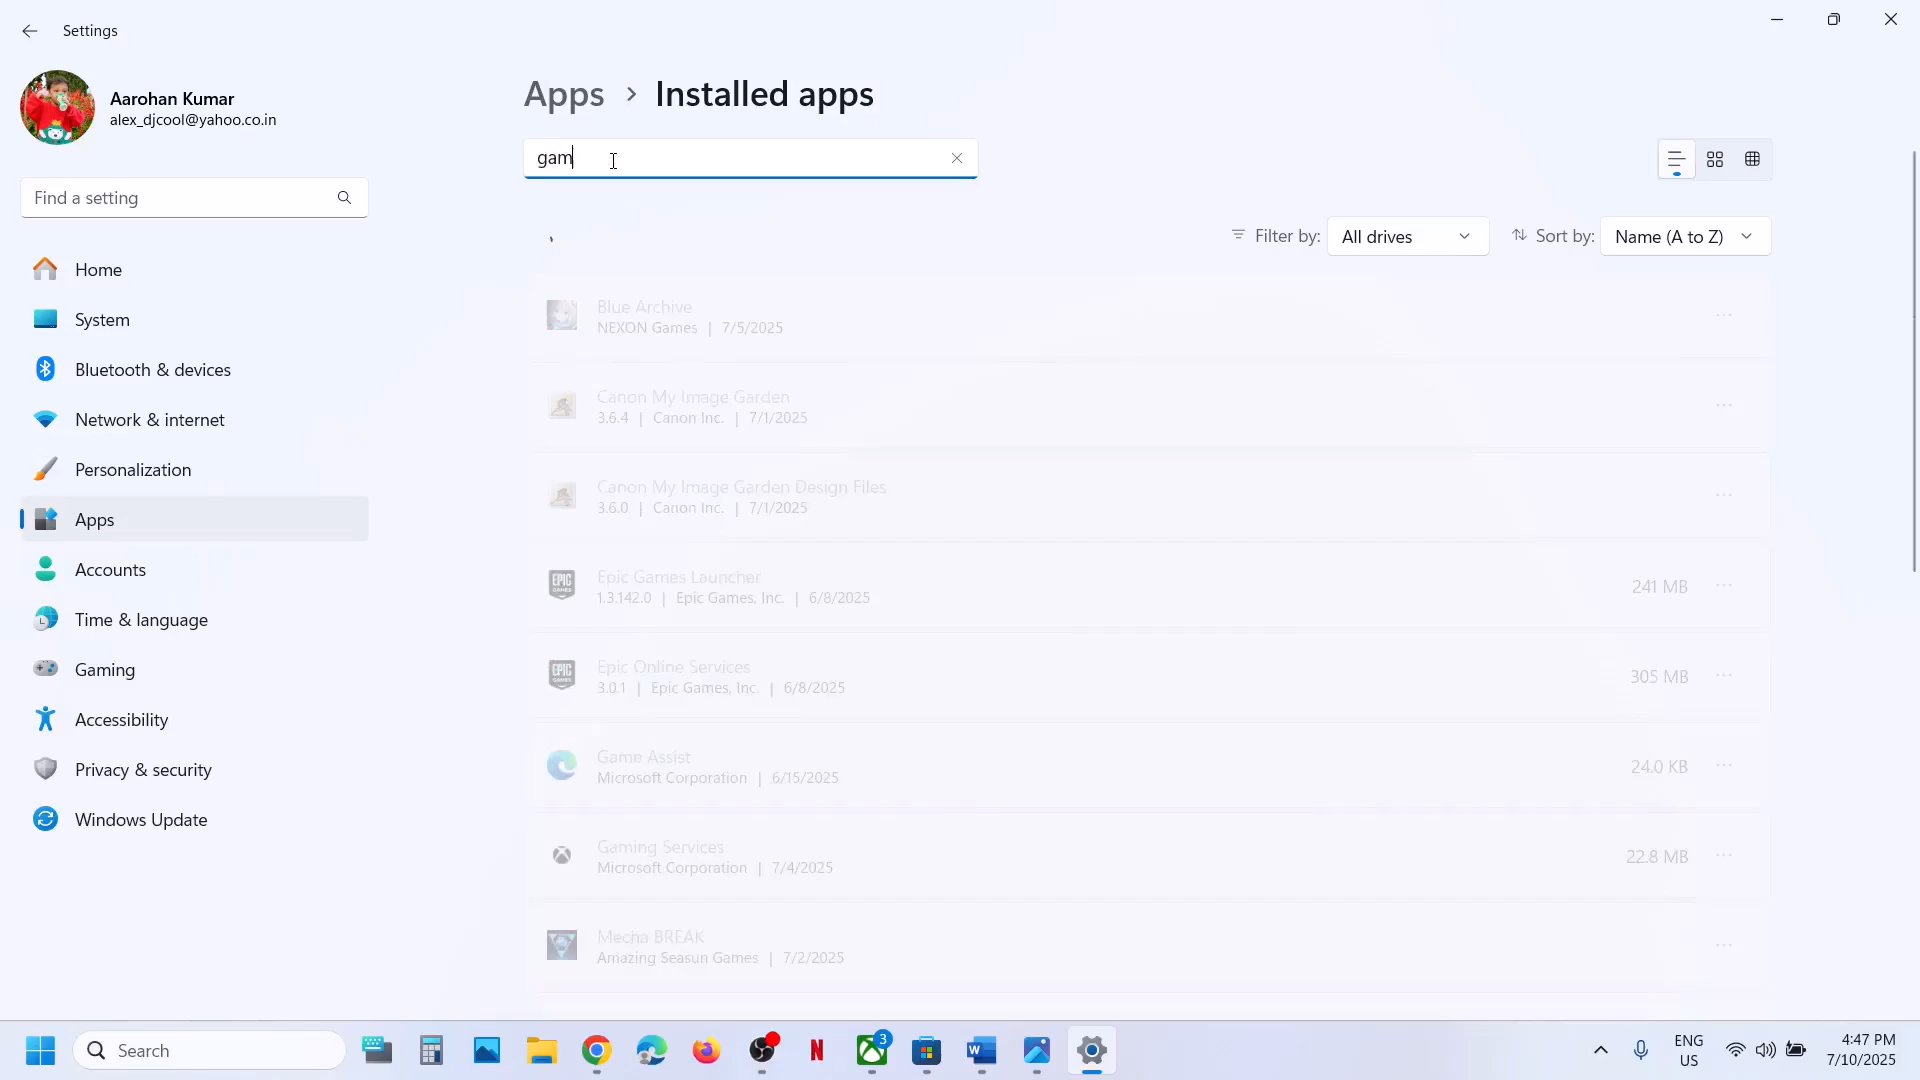 Settings
Aarohan Kumar
alex_djcool@yahoo.co.in
Find a setting
Home
System
Bluetooth & devices
Network & internet
Personalization
Apps
Accounts
Time & language
Gaming
Accessibility
Privacy & security
Windows Update
Apps > Installed apps
gam
Filter by: All drives
Sort by: Name (A to Z)
Blue Archive
NEXON Games | 7/5/2025
Canon My Image Garden
3.6.4 | Canon Inc. | 7/1/2025
Canon My Image Garden Design Files
3.6.0 | Canon Inc. | 7/1/2025
Epic Games Launcher
1.3.142.0 | Epic Games, Inc. | 6/8/2025
241 MB
Epic Online Services
3.0.1 | Epic Games, Inc. | 6/8/2025
305 MB
Game Assist
Microsoft Corporation | 6/15/2025
24.0 KB
Gaming Services
Microsoft Corporation | 7/4/2025
22.8 MB
Mecha BREAK
Amazing Seasun Games | 7/2/2025
Search
3
ENG
US
4:47 PM
7/10/2025